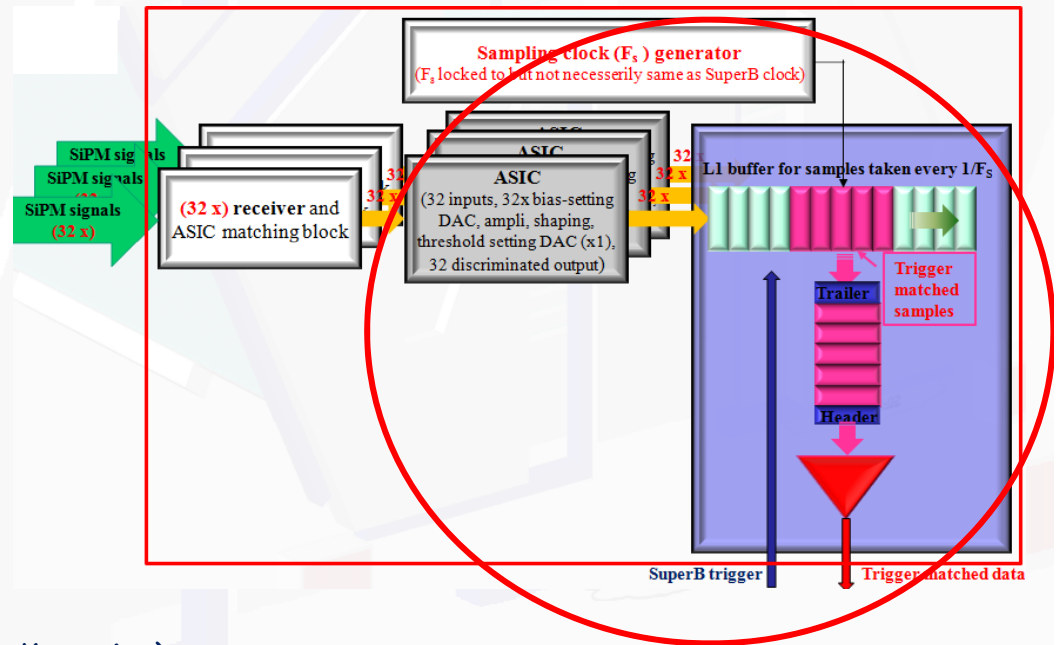 Sampling clock (Fs) generator
(Fs locked to but not necesserily same as SuperB clock)
SiPM signals
SiPM signals
SiPM signals
(32 x)
(32 x) receiver and
ASIC matching block
32 x
ASIC
ASIC
(32 inputs, 32x bias-setting
DAC, ampli, shaping,
threshold setting DAC (x1),
32 discriminated output)
32
32 x
32 x
L1 buffer for samples taken every 1/FS
Trigger
matched
samples
Trailer
Header
SuperB trigger
Trigger matched data